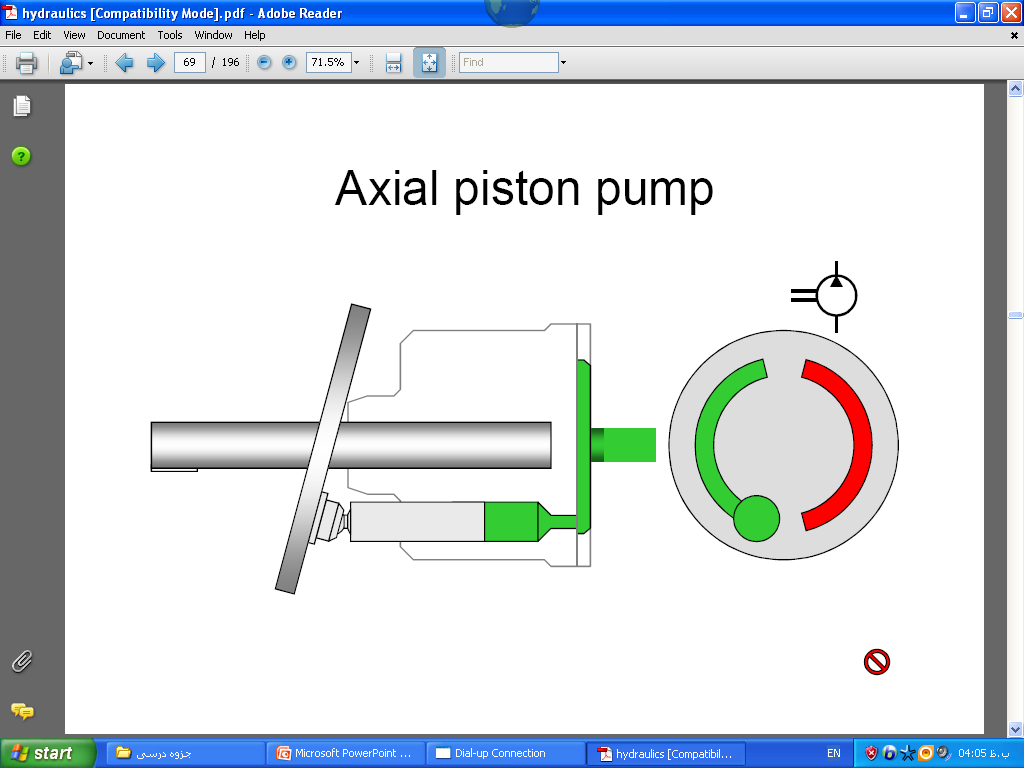 hydraulics [Compatibility Mode].pdf - Adobe Reader
File Edit View Document Tools Window Help
69 / 196 71.5% Find
Axial piston pump
start جزوه درسی Microsoft PowerPoint ... Dial-up Connection hydraulics [Compatibil... EN 04:05 ب.ظ